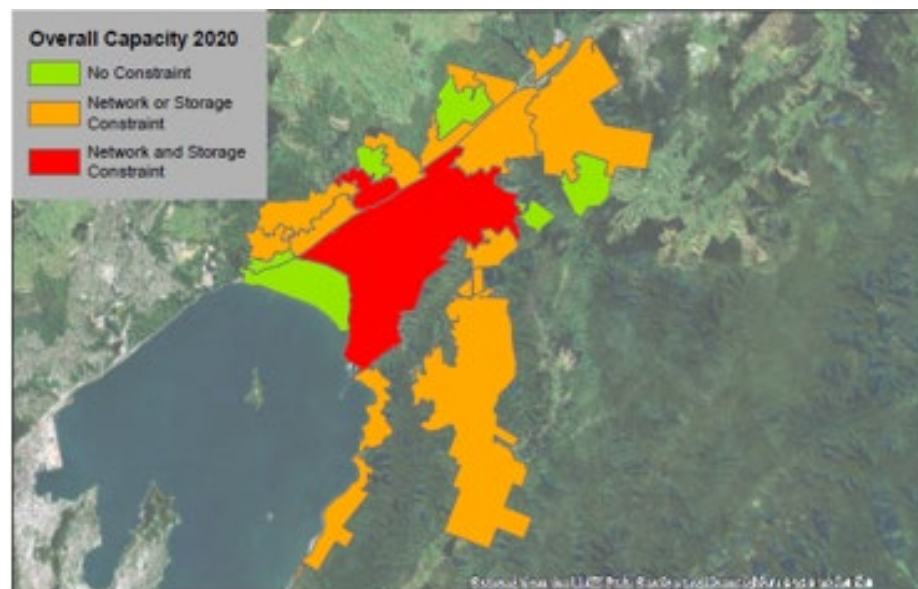 Overall Capacity 2020
No Constraint
Network or Storage
Constraint
Network and Storage
Constraint